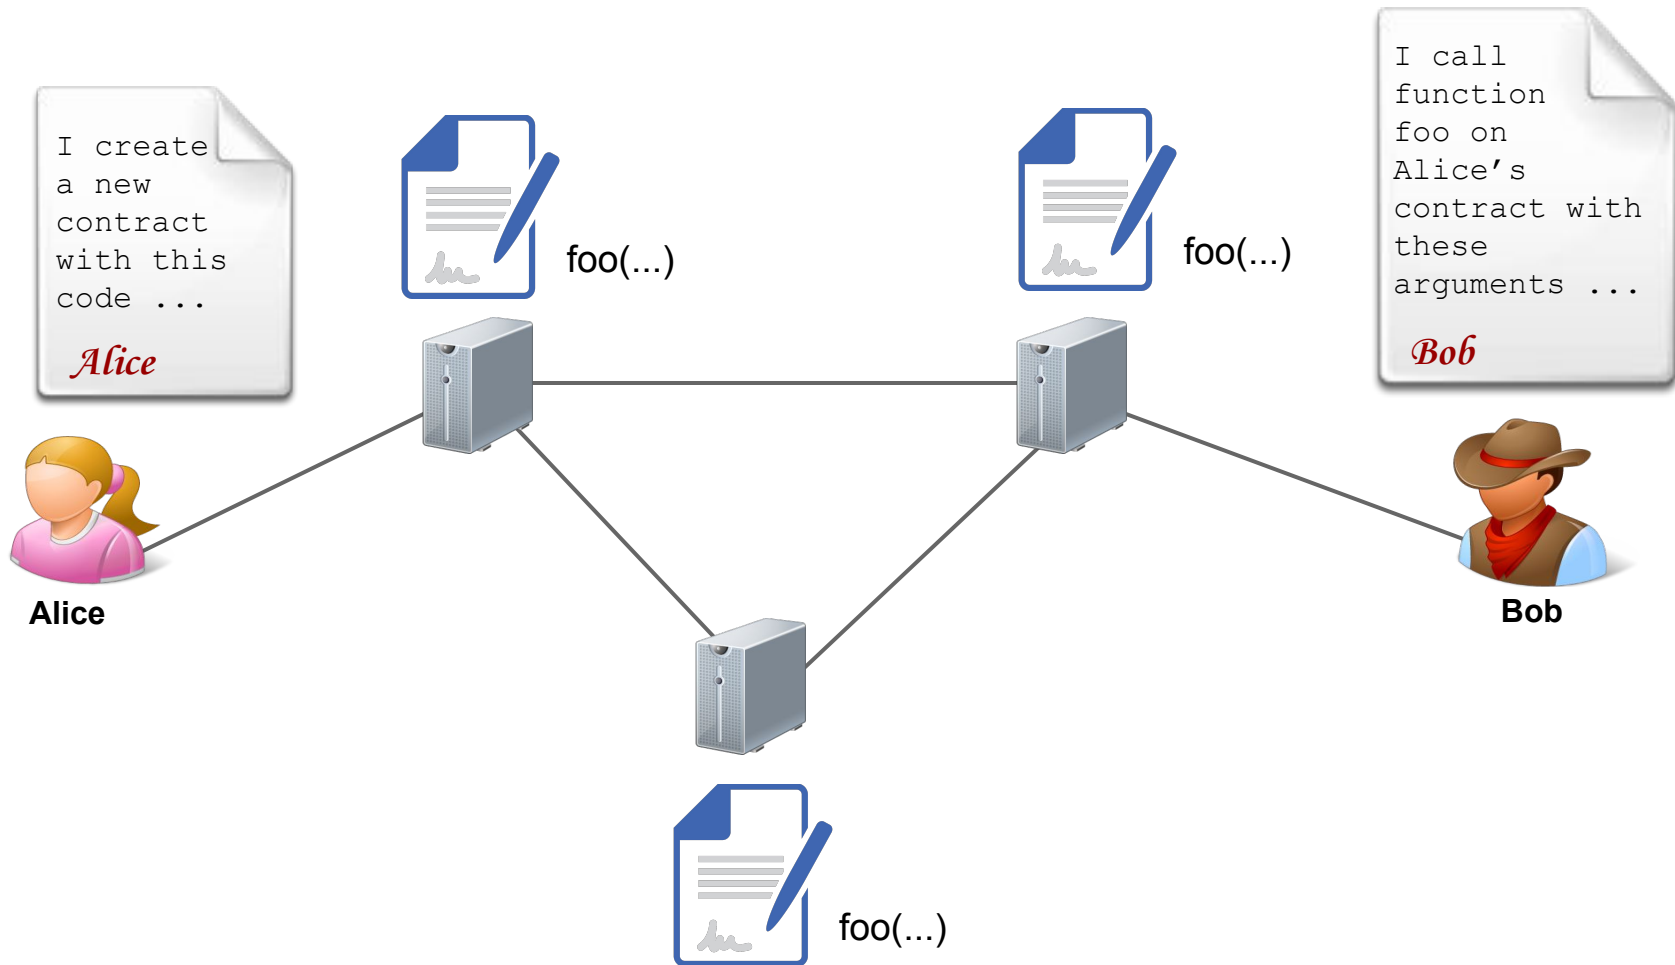 I create
a new
contract
with this
code ...
Alice
foo(...)
foo(...)
I call
function
foo on
Alice’s
contract with
these
arguments ...
Bob
Alice
Bob
foo(...)